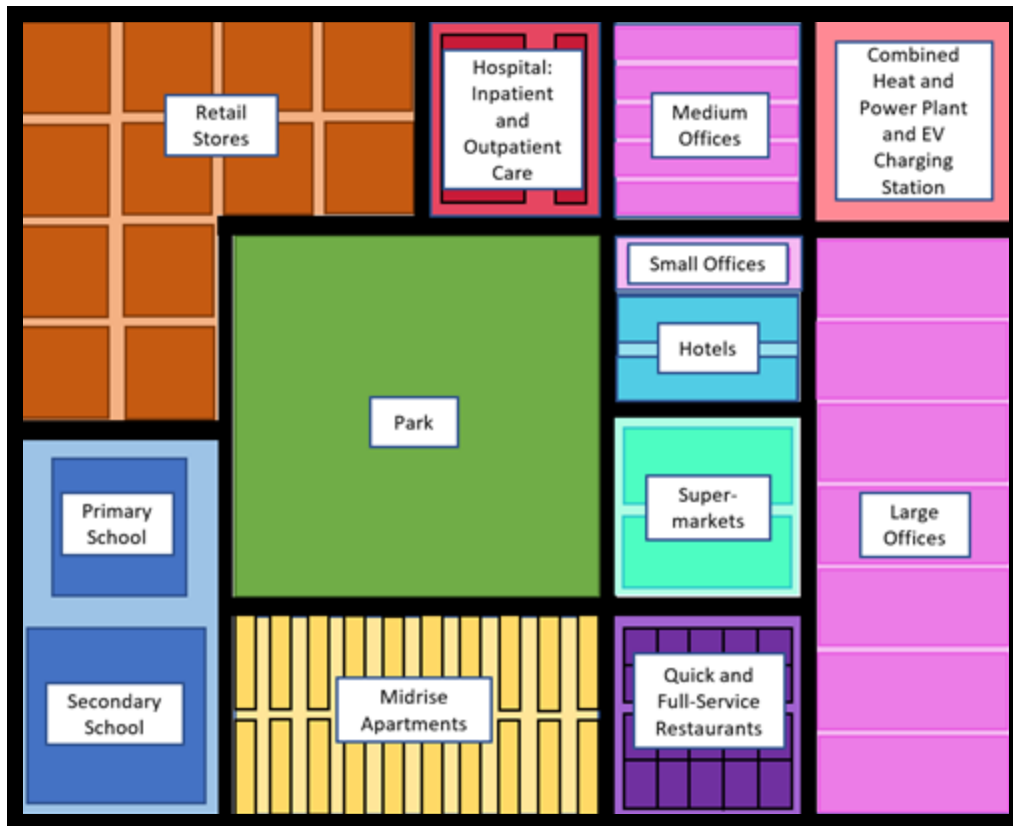 Retail
Stores
Hospital:
Inpatient
and
Outpatient
Care
Medium
Offices
Combined
Heat and
Power Plant
and EV
Charging
Station
Small Offices
Hotels
Park
Super-
markets
Primary
School
Large
Offices
Secondary
School
Midrise
Apartments
Quick and
Full-Service
Restaurants